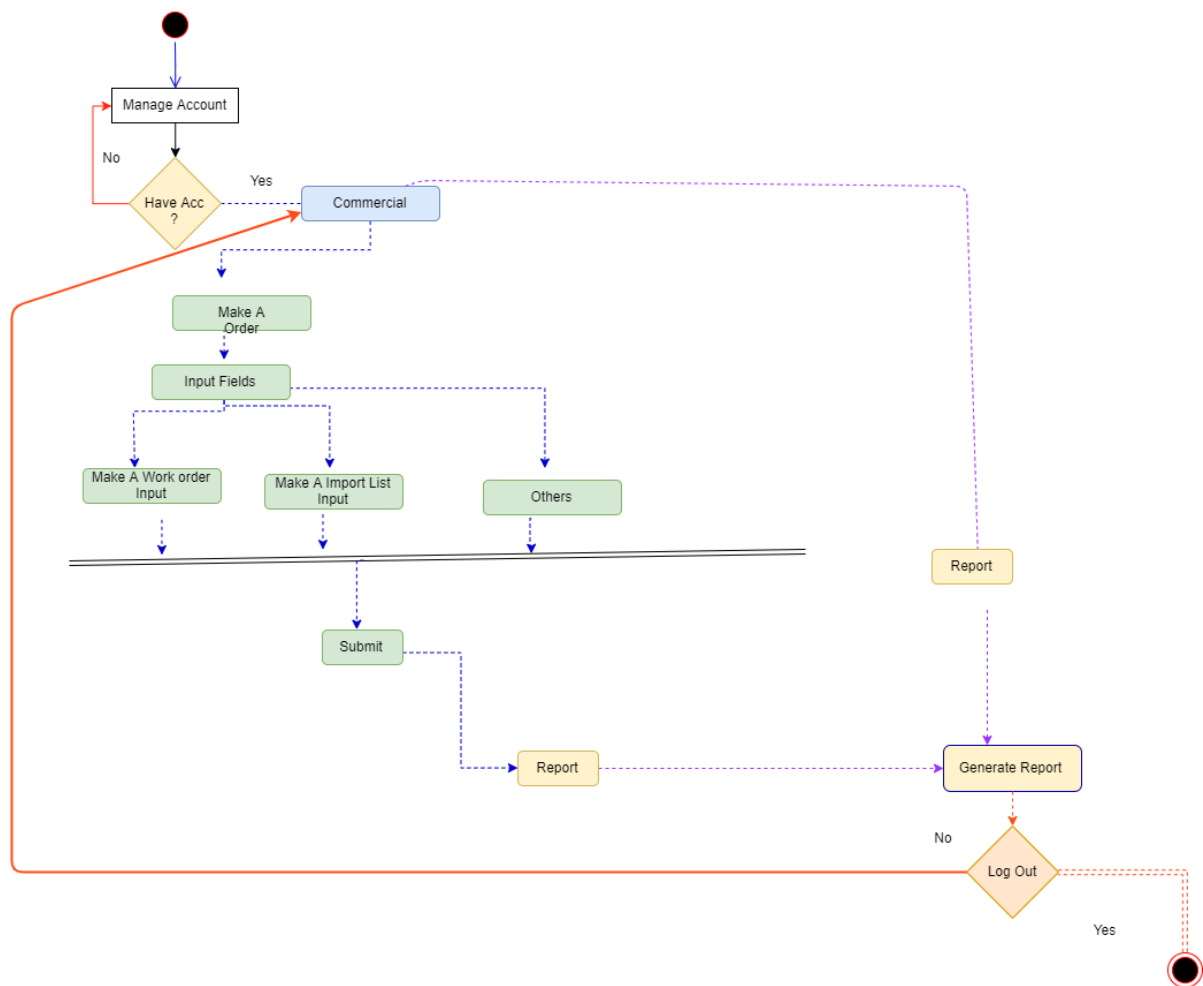 Manage Account
No
Yes
Have Acc
?
Commercial
Make A
Order
Input Fields
Make A Work order
Input
Make A Import List
Input
Others
Report
Submit
Report
Generate Report
No
Log Out
Yes